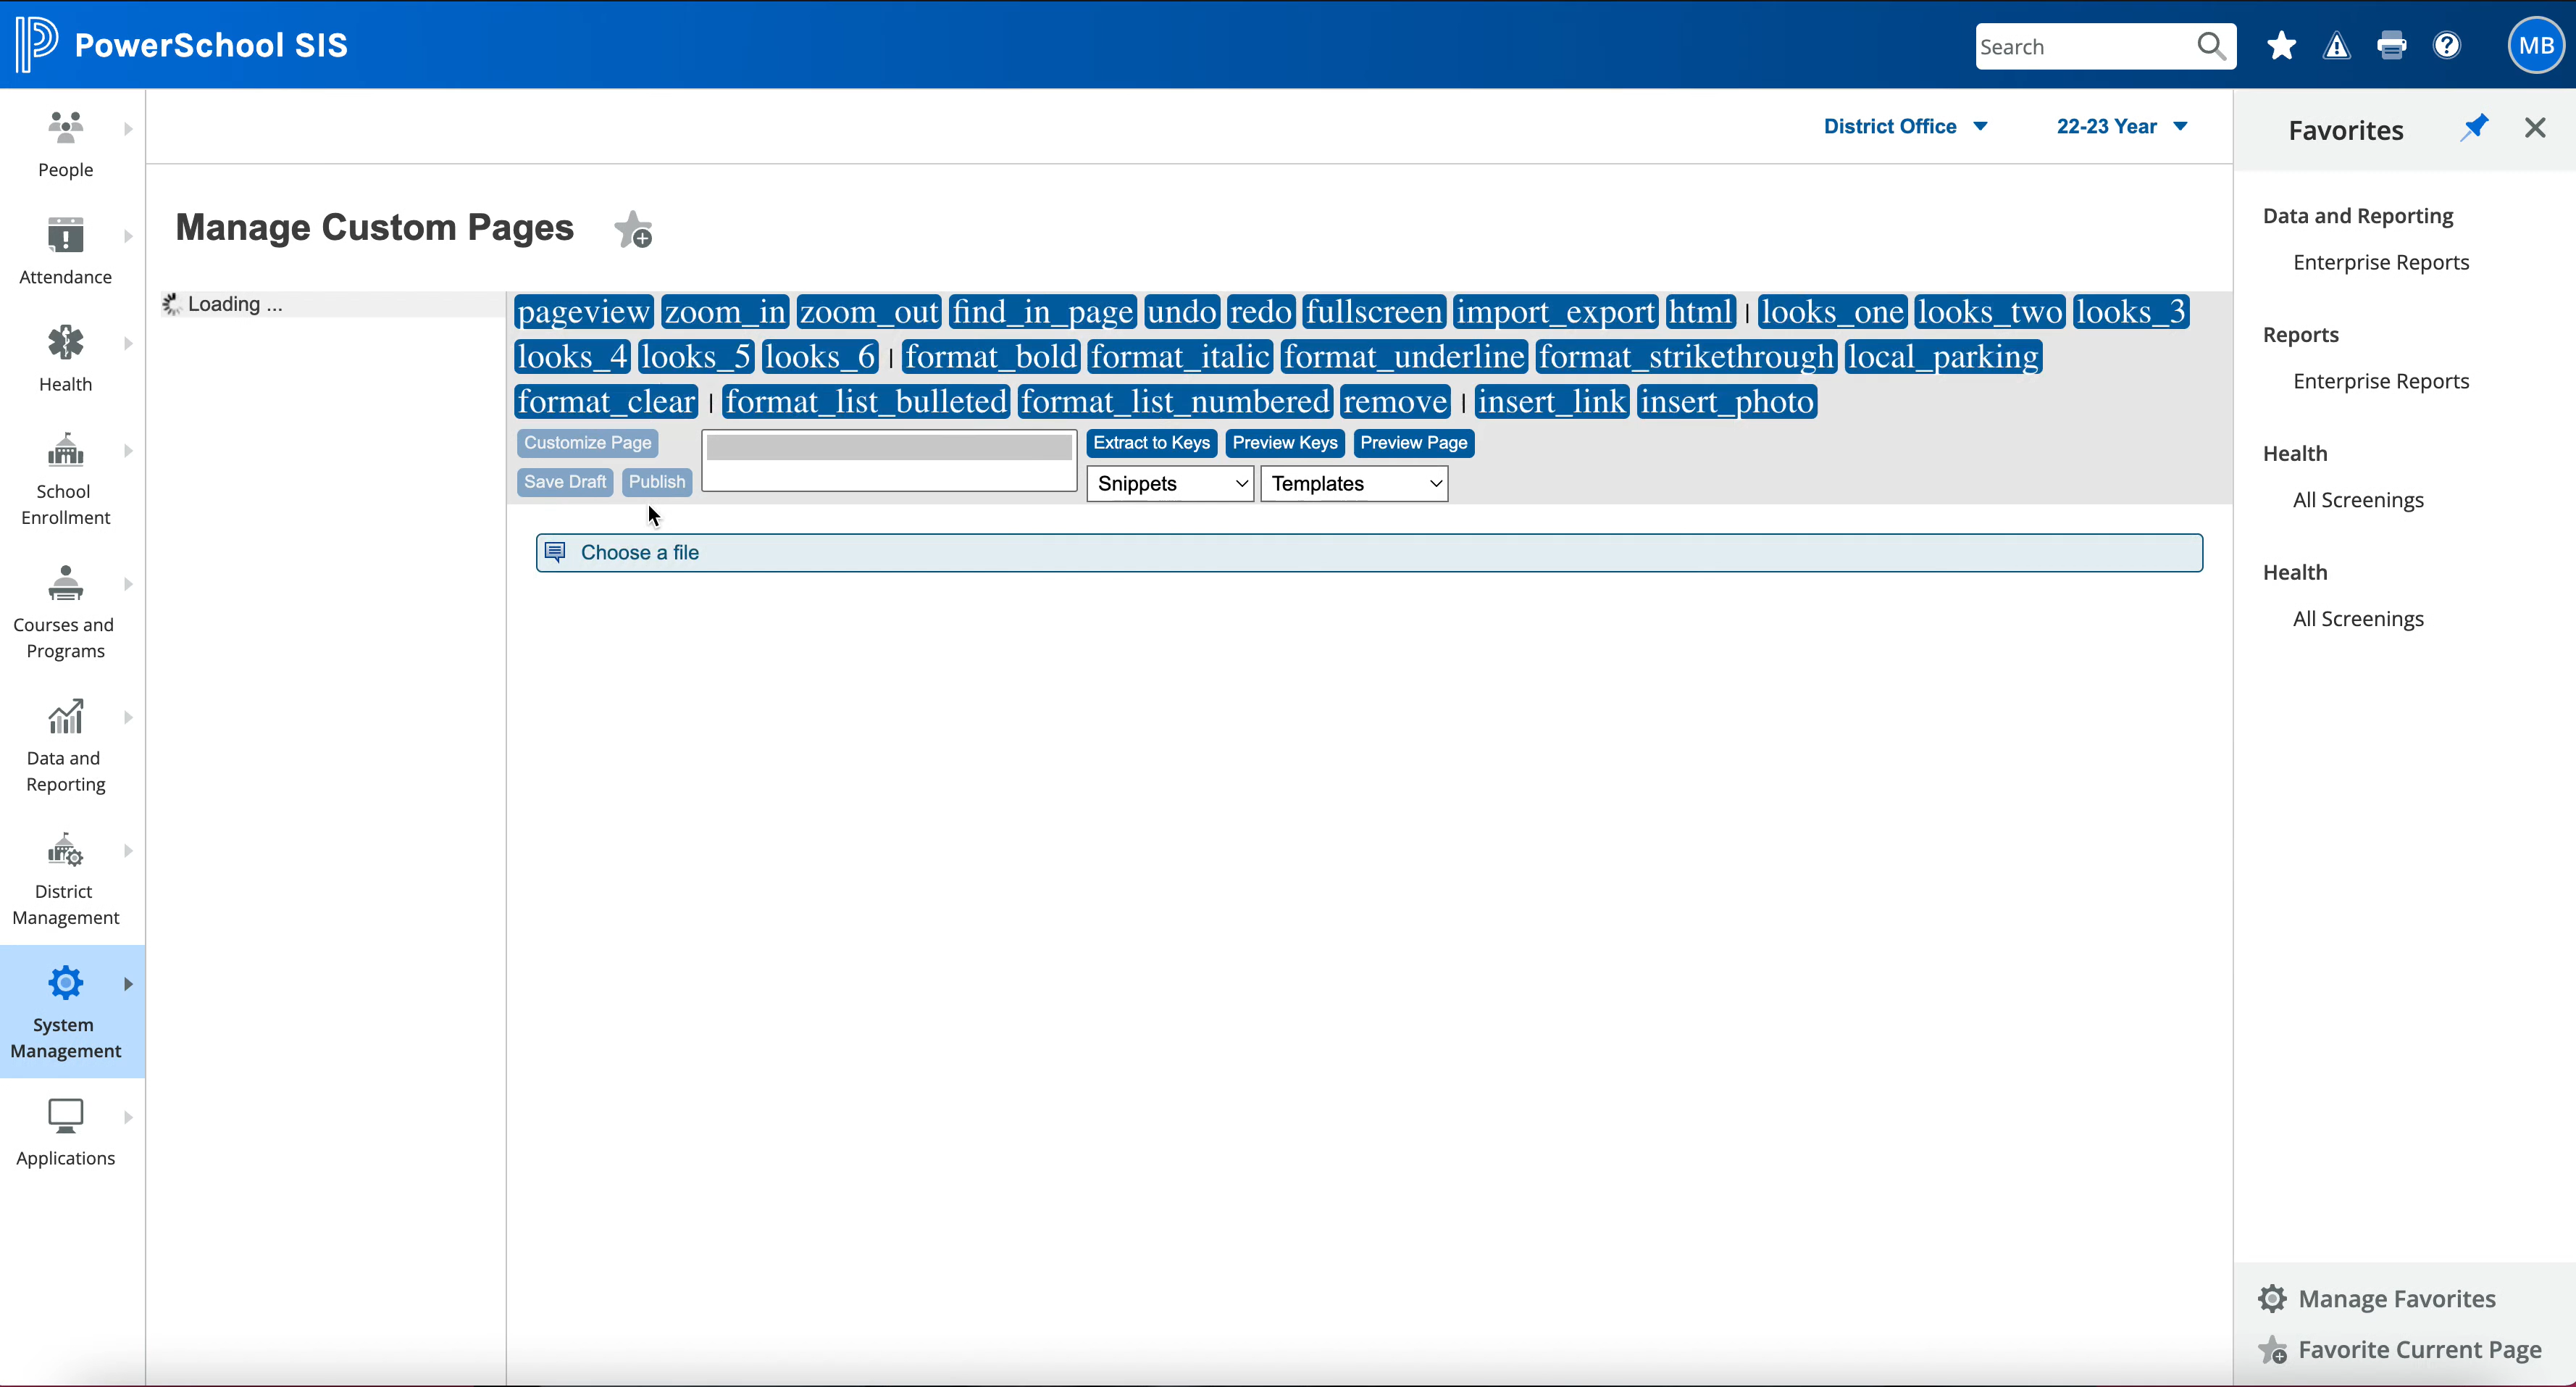 PowerSchool SIS
Search
MB
People
Attendance
Health
School
Enrollment
Courses and
Programs
Data and
Reporting
District
Management
System
Management
Applications
District Office
22-23 Year
Manage Custom Pages
Loading ...
pageview zoom_in zoom_out find_in_page undo redo fullscreen import_export html | looks_one looks_two looks_3
looks_4 looks_5 looks_6 | format_bold format_italic format_underline format_strikethrough local_parking
format_clear | format_list_bulleted format_list_numbered remove | insert_link insert_photo
Customize Page
Extract to Keys Preview Keys Preview Page
Save Draft Publish
Snippets Templates
Choose a file
Favorites
Data and Reporting
Enterprise Reports
Reports
Enterprise Reports
Health
All Screenings
Health
All Screenings
Manage Favorites
Favorite Current Page